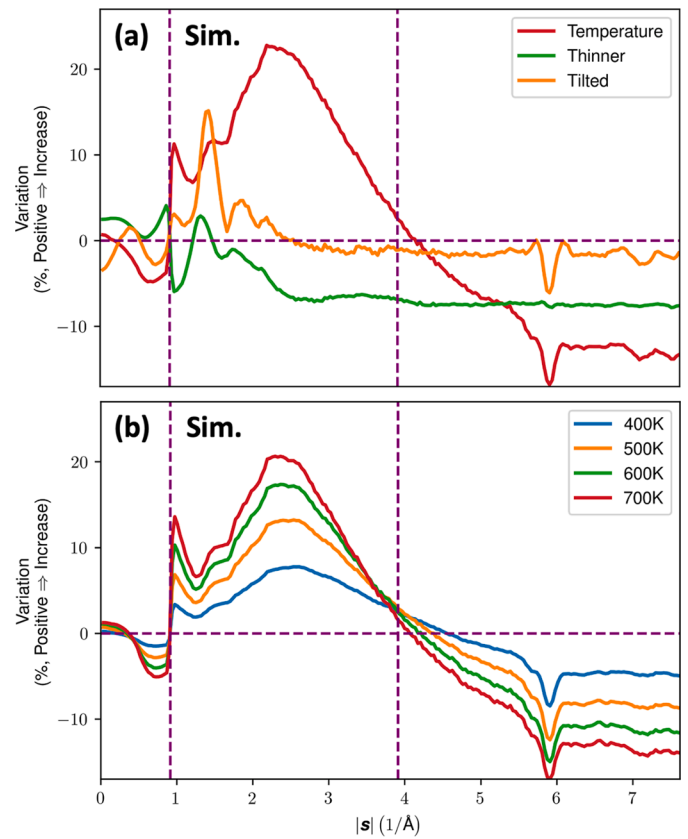 (a) Sim.
Temperature
Thinner
Tilted
20
10
0
−10
Variation
(%, Positive ⇒ Increase)
(b) Sim.
400K
500K
600K
700K
20
10
0
−10
Variation
(%, Positive ⇒ Increase)
0 1 2 3 4 5 6 7
|s| (1/Å)